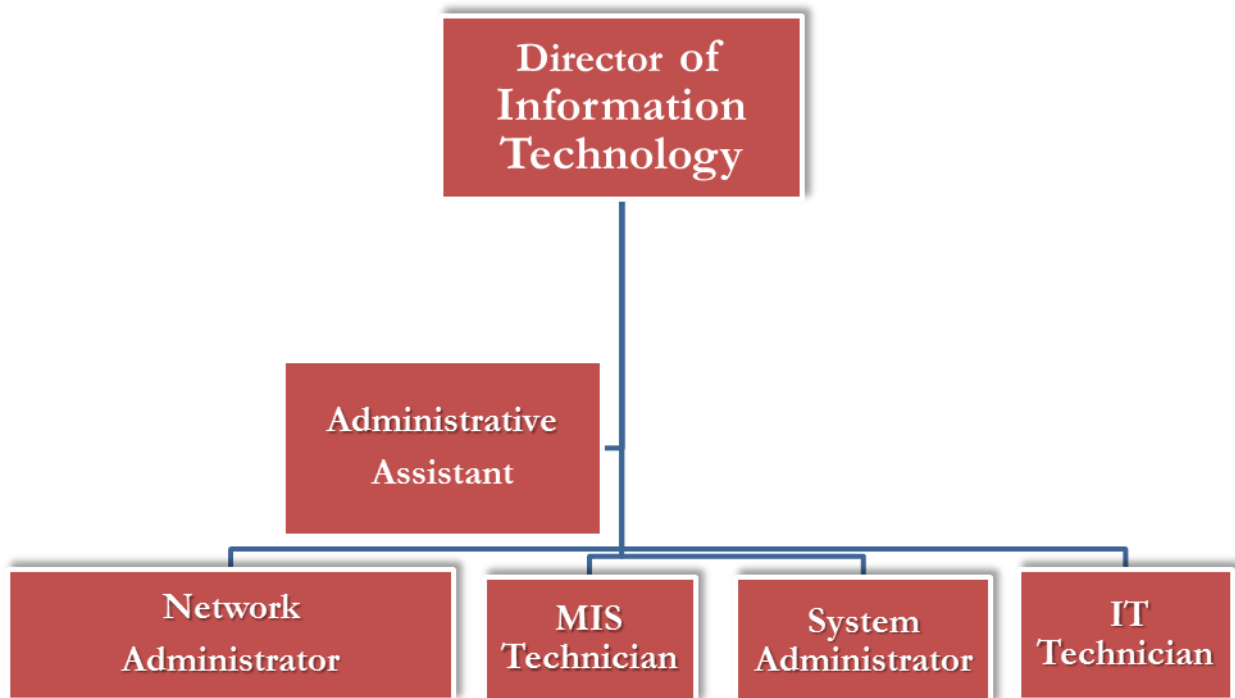 Director of
Information
Technology
Administrative
Assistant
Network
Administrator
MIS
Technician
System
Administrator
IT
Technician